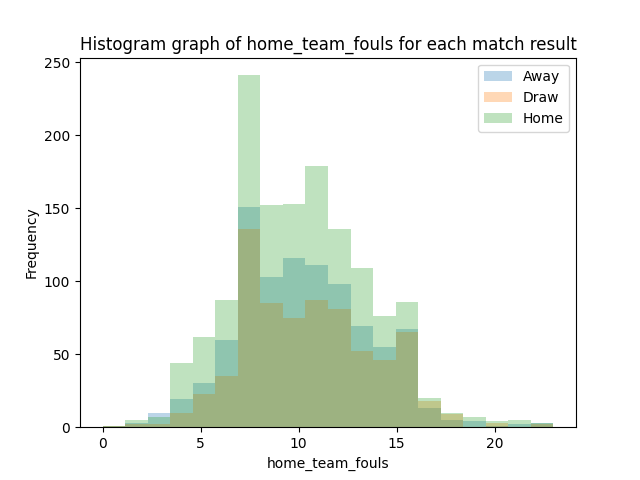 Histogram graph of home_team_fouls for each match result
250
200
150
100
50
0
Frequency
Away
Draw
Home
0 5 10 15 20
home_team_fouls